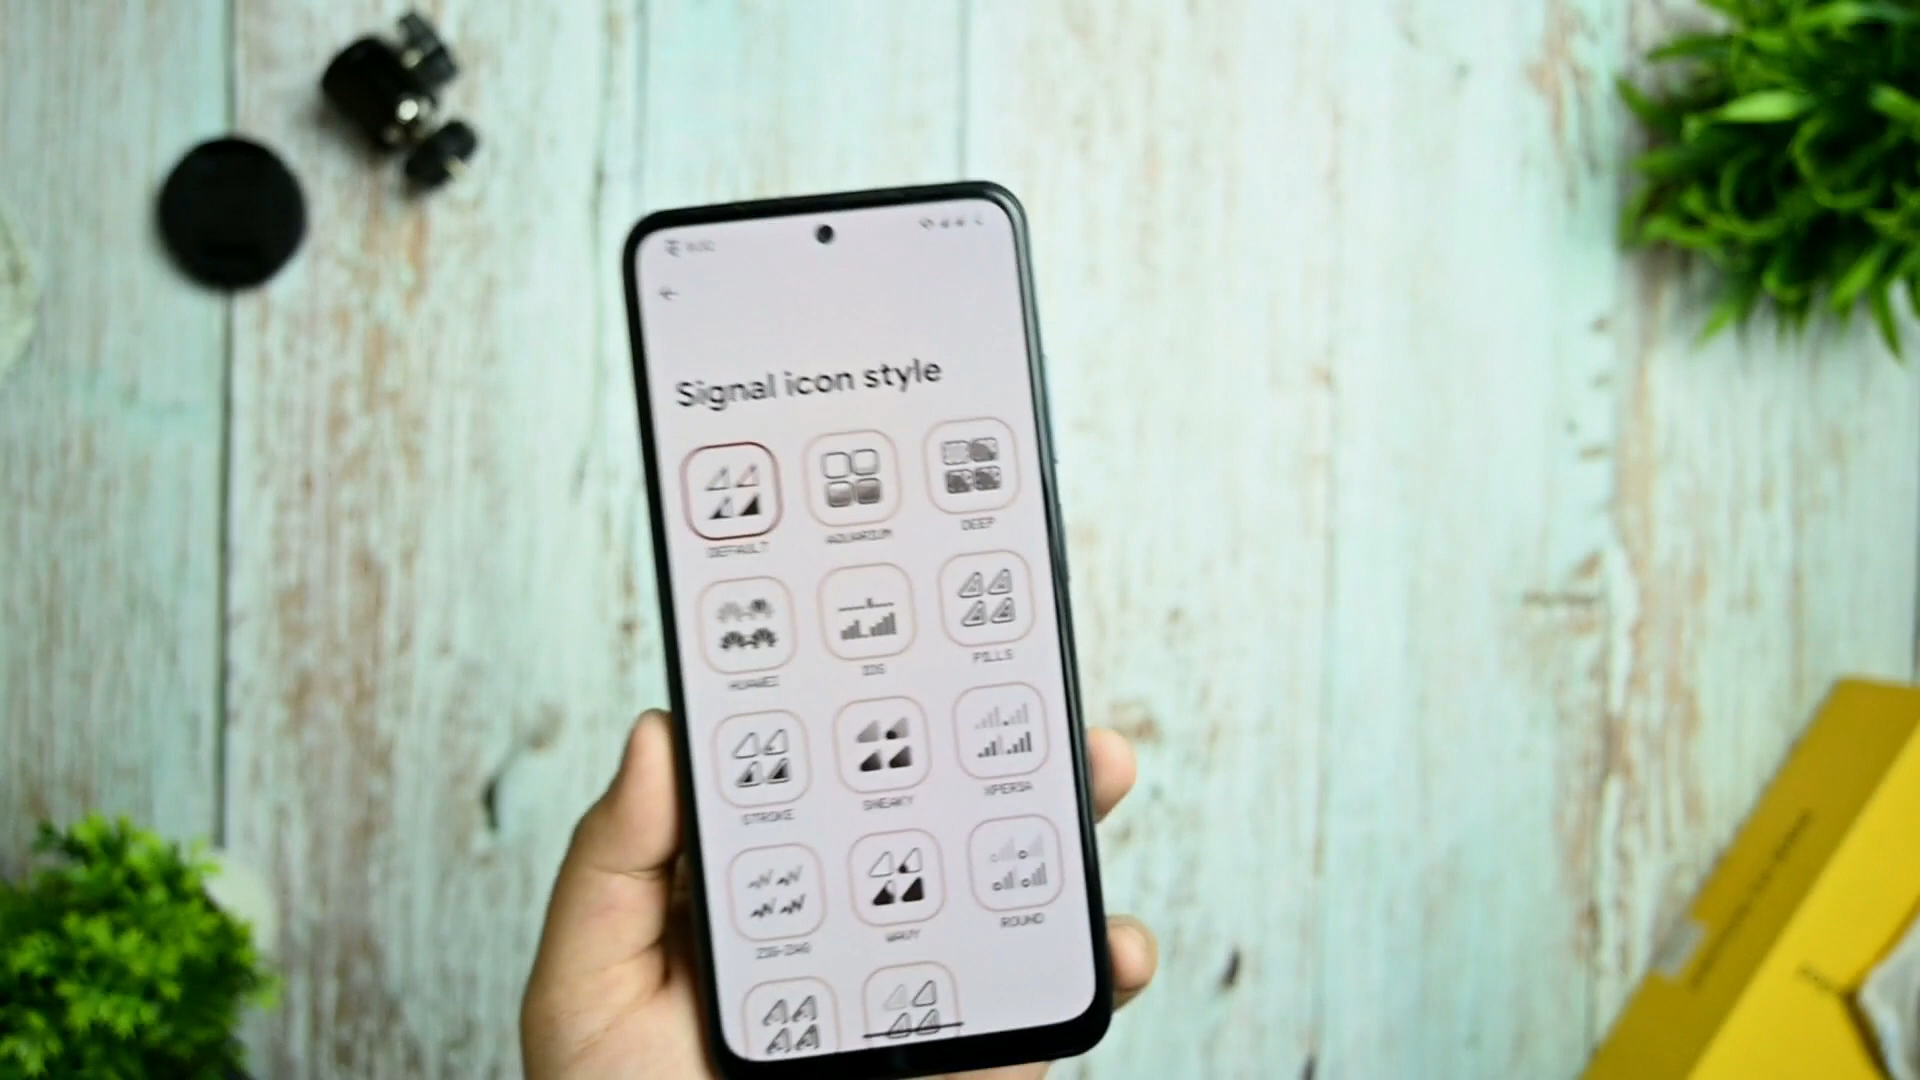 Signal icon style
DEFAULT AQUARIUM DEEP
HUAWEI IOS PILLS
STROKE SNEAKY XPERIA
ZIG-ZAG WAVY ROUND